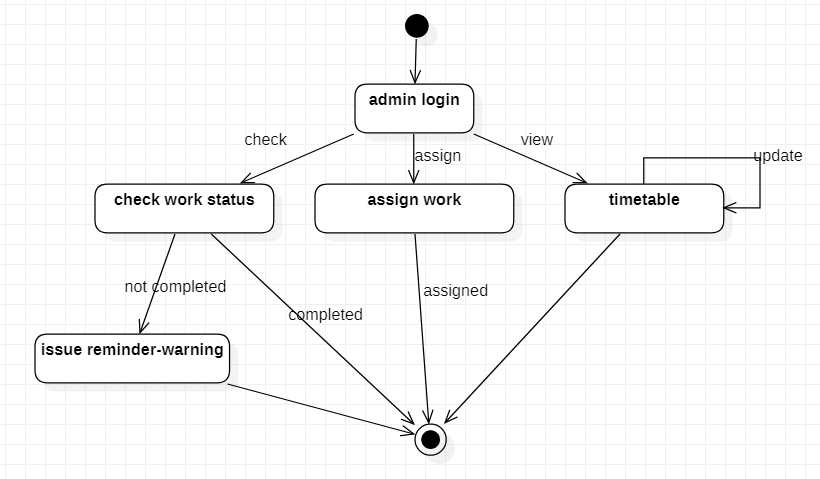 admin login
check
assign
view
update
check work status
assign work
timetable
not completed
assigned
completed
issue reminder-warning